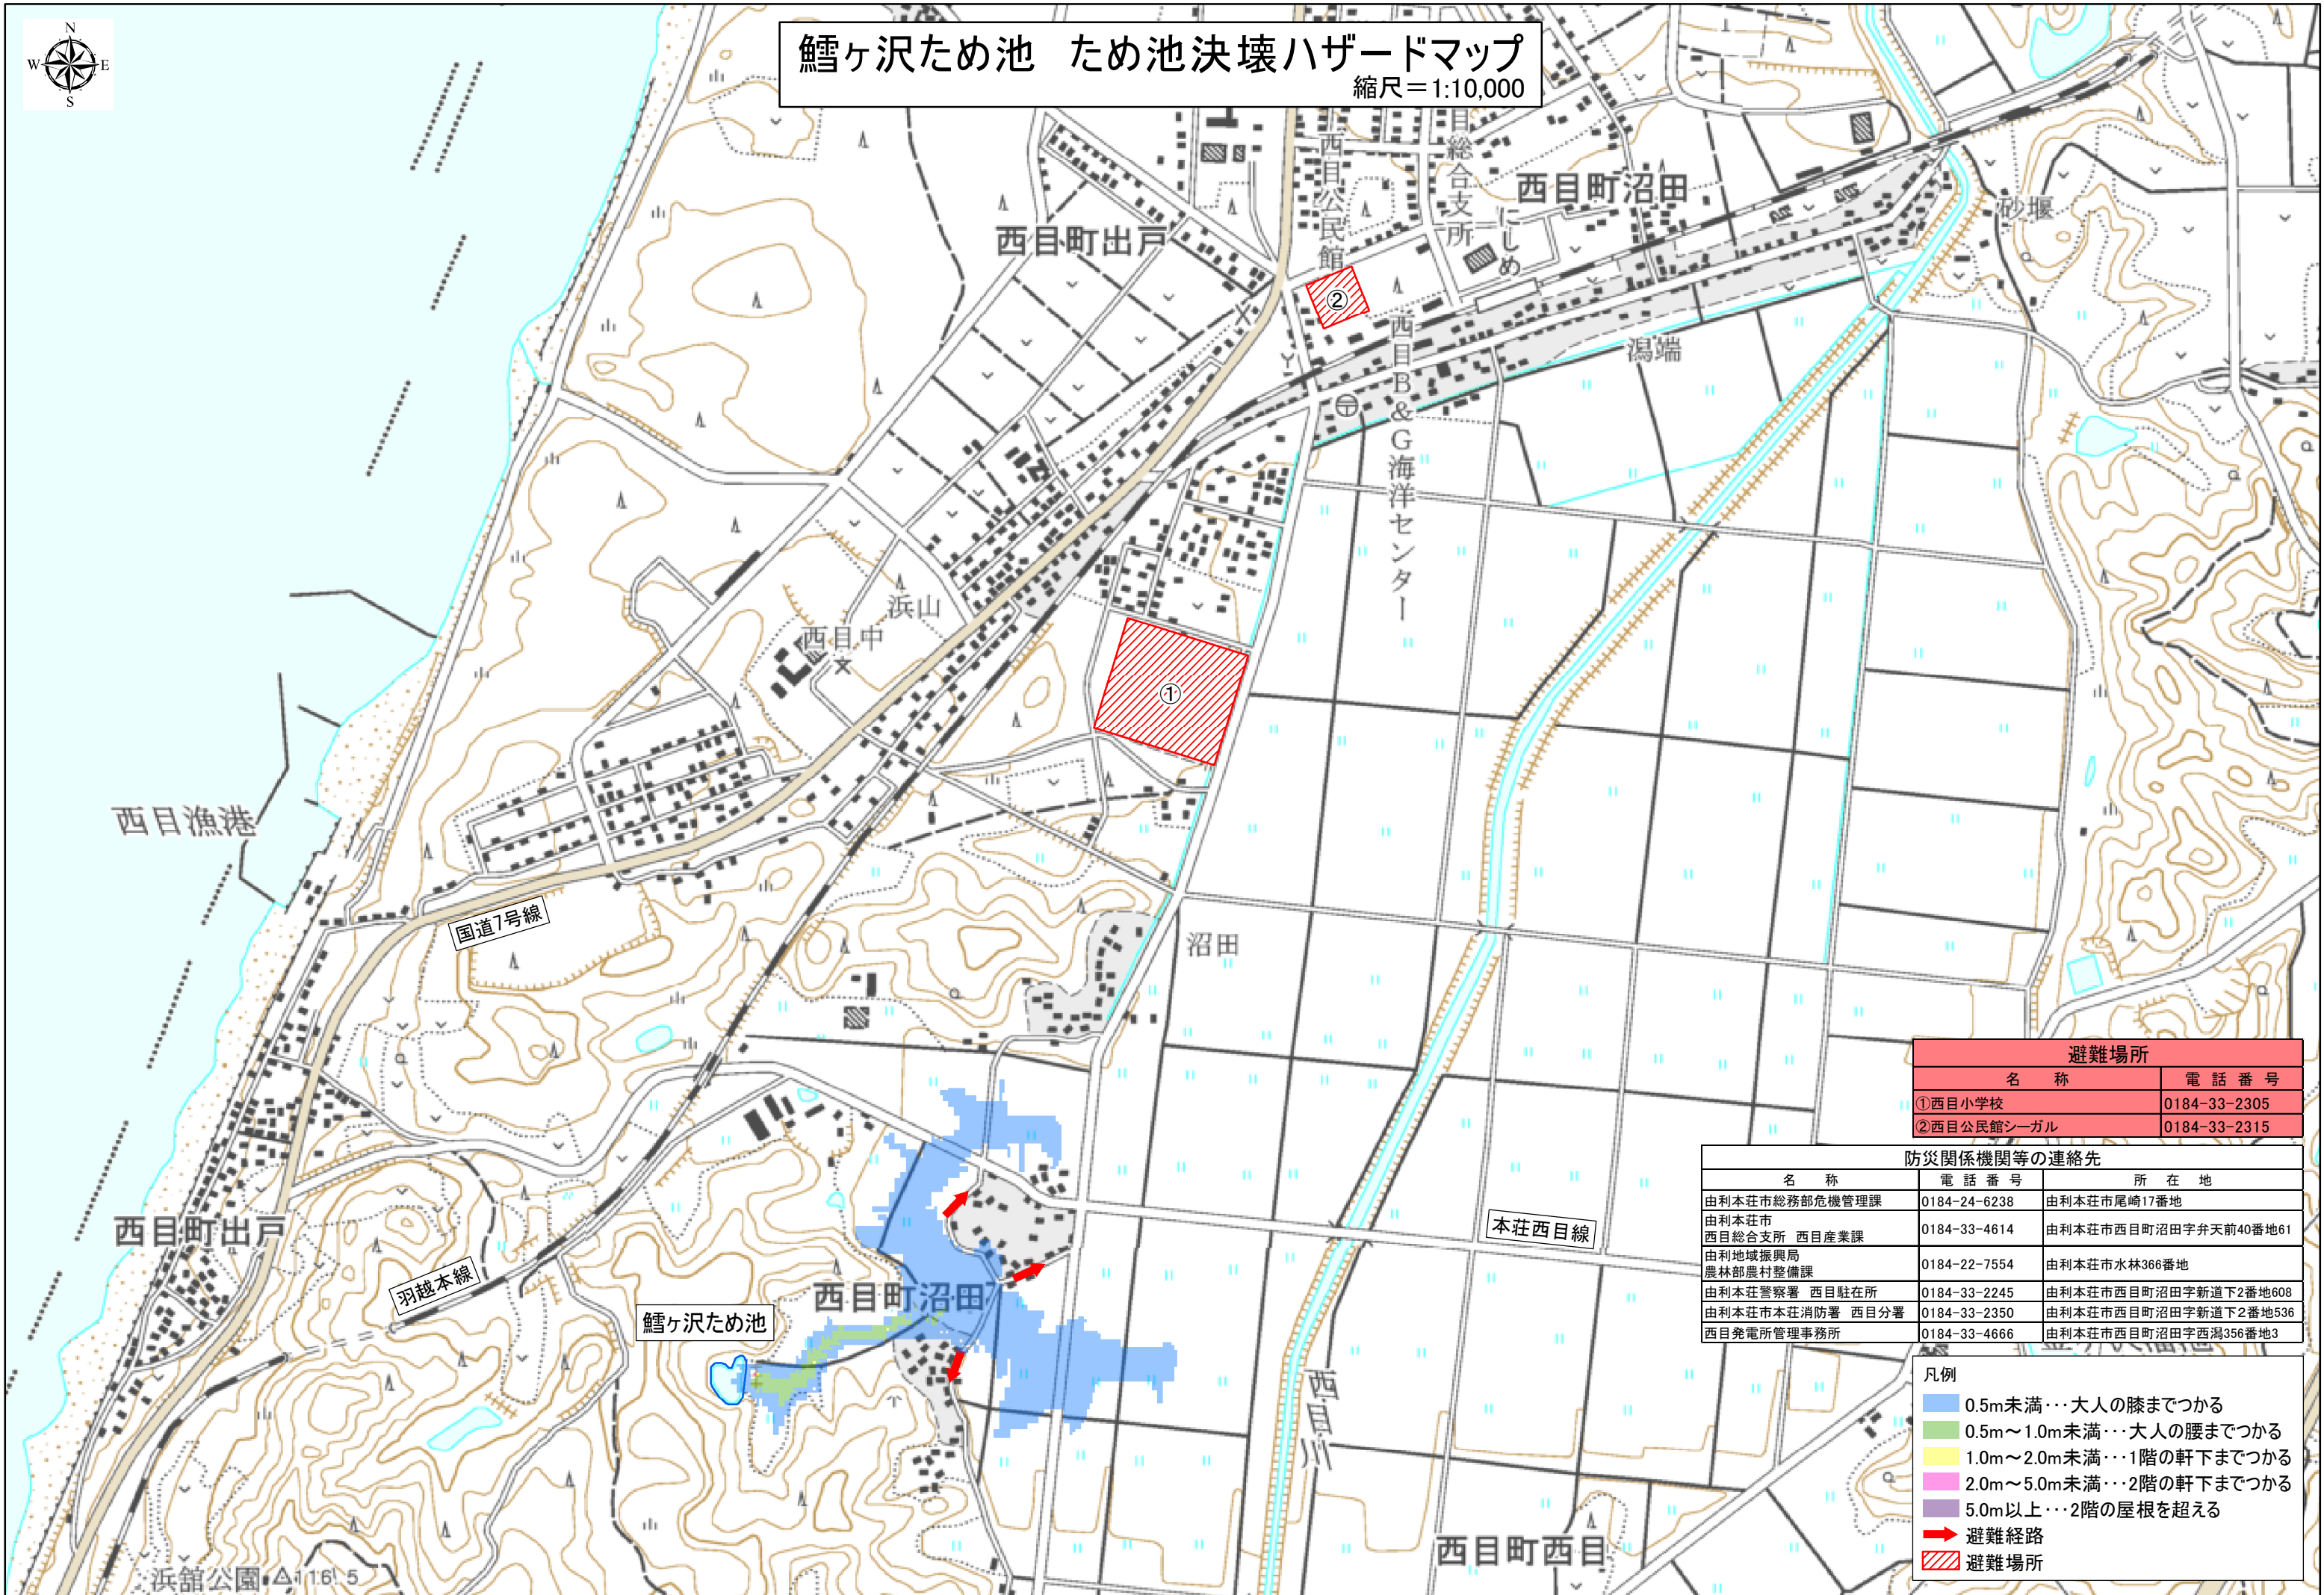 鱈ヶ沢ため池 ため池決壊ハザードマップ
縮尺＝1:10,000
N
W
E
S
西目公民館
目総合支所
西目町沼田
にしめ
砂堰
西目町出戸
②
潟端
西目B&G海洋センター
浜山
西目中
①
西目漁港
国道7号線
沼田
避難場所
名 称 電話番号
①西目小学校 0184-33-2305
②西目公民館シーガル 0184-33-2315
防災関係機関等の連絡先
名 称 電話番号 所在地
由利本荘市総務部危機管理課 0184-24-6238 由利本荘市尾崎17番地
由利本荘市
西目総合支所 西目産業課 0184-33-4614 由利本荘市西目町沼田字弁天前40番地61
由利地域振興局
農林部農村整備課 0184-22-7554 由利本荘市水林366番地
由利本荘警察署 西目駐在所 0184-33-2245 由利本荘市西目町沼田字新道下2番地608
由利本荘市本荘消防署 西目分署 0184-33-2350 由利本荘市西目町沼田字新道下2番地536
西目発電所管理事務所 0184-33-4666 由利本荘市西目町沼田字西潟356番地3
西目町出戸
本荘西目線
羽越本線
西目町沼田
鱈ヶ沢ため池
西目川
凡例
0.5m未満･･･大人の膝までつかる
0.5m～1.0m未満･･･大人の腰までつかる
1.0m～2.0m未満･･･1階の軒下までつかる
2.0m～5.0m未満･･･2階の軒下までつかる
5.0m以上･･･2階の屋根を超える
避難経路
避難場所
西目町西目
浜舘公園
116.5